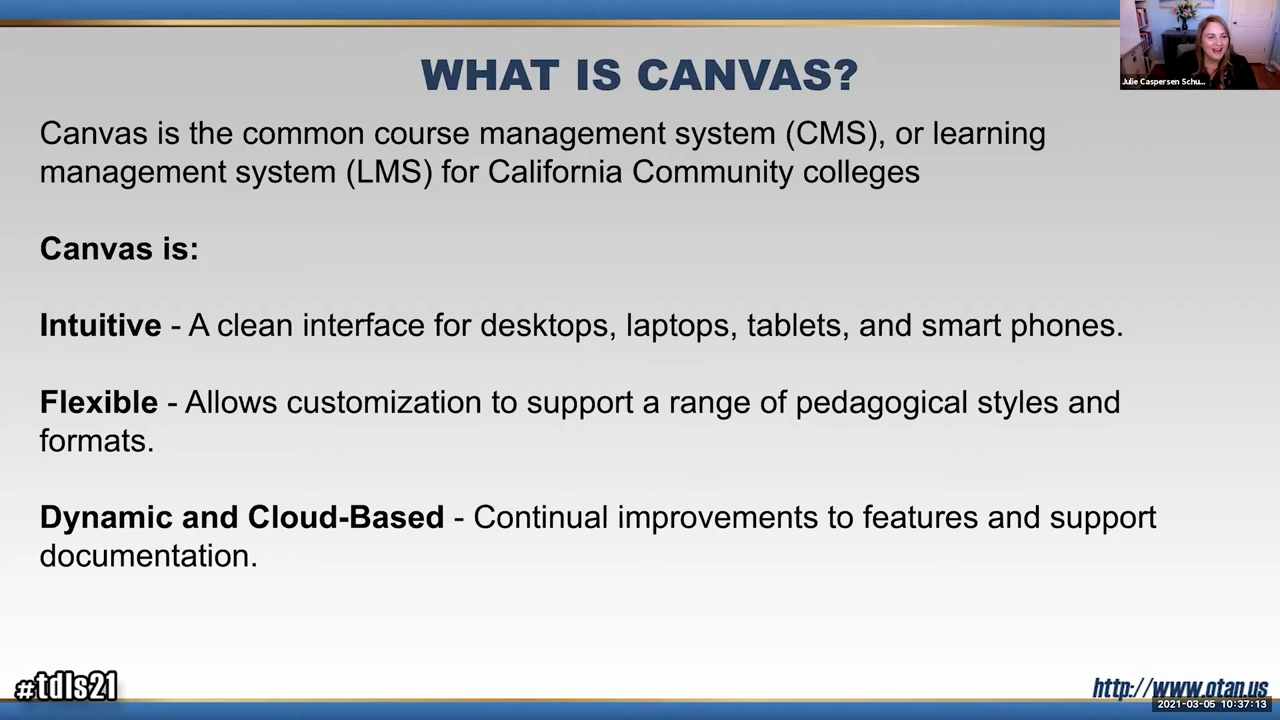 WHAT IS CANVAS?
Julie Caspersen Schu...
Canvas is the common course management system (CMS), or learning
management system (LMS) for California Community colleges
Canvas is:
Intuitive - A clean interface for desktops, laptops, tablets, and smart phones.
Flexible - Allows customization to support a range of pedagogical styles and
formats.
Dynamic and Cloud-Based - Continual improvements to features and support
documentation.
#tdls21
http://www.otan.us
2021-03-05 10:37:13